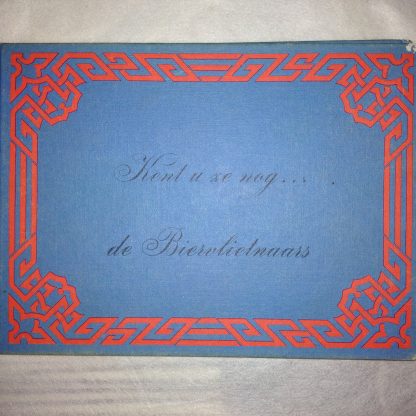 Kent u ze nog.....
de Biervlietnaars